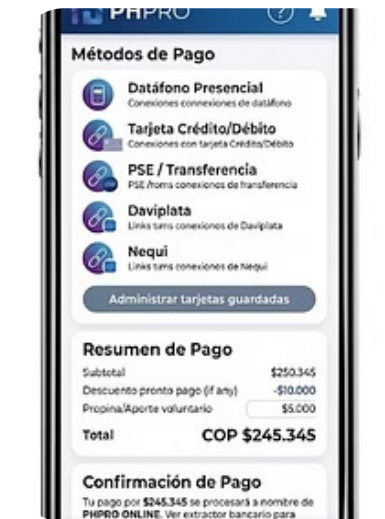 PHPRO
?
Métodos de Pago
Datáfono Presencial
Conexiones connexiones de datáfono
Tarjeta Crédito/Débito
Conexiones con tarjeta Crédito/Débito
PSE / Transferencia
PSE /homs conexiones de transferencia
Daviplata
Links tums conexiones de Daviplata
Nequi
Links tums conexiones de Nequi
Administrar tarjetas guardadas
Resumen de Pago
Subtotal $250.345
Descuento pronto pago (if any) -$10.000
Propina/Aporte voluntario $5.000
Total COP $245.345
Confirmación de Pago
Tu pago por $245.345 se procesará a nombre de
PHPRO ONLINE. Ver extractor bancario para